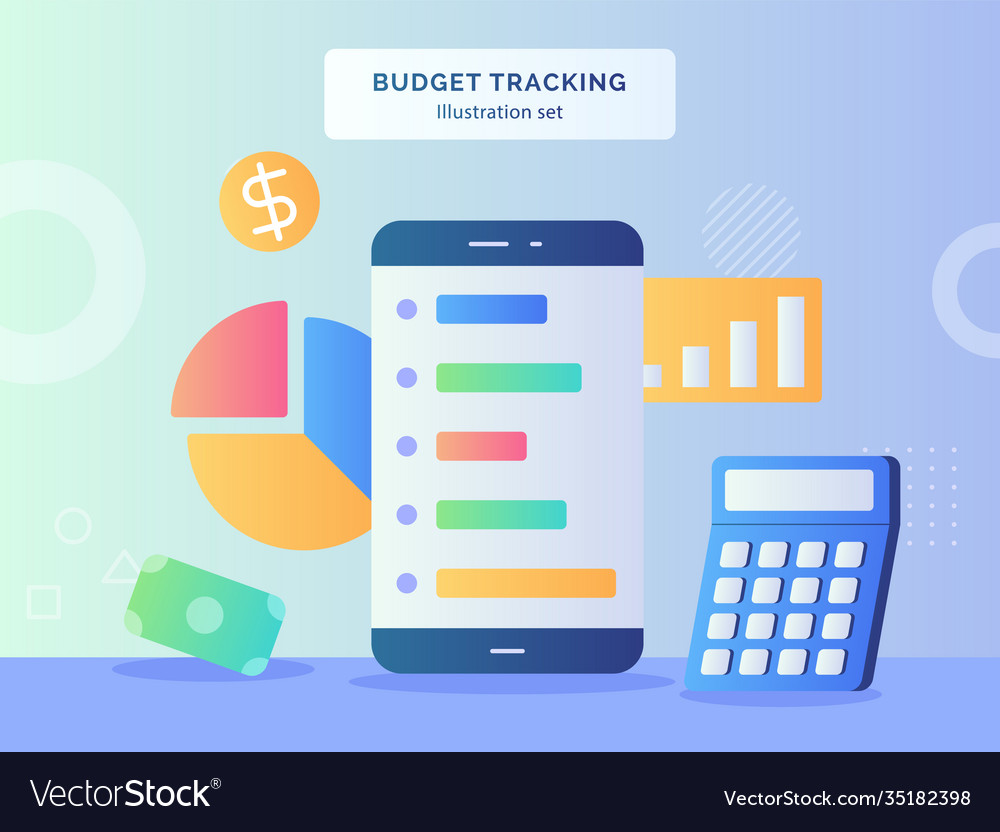 BUDGET TRACKING
Illustration set
$
VectorStock®
VectorStock.com/35182398